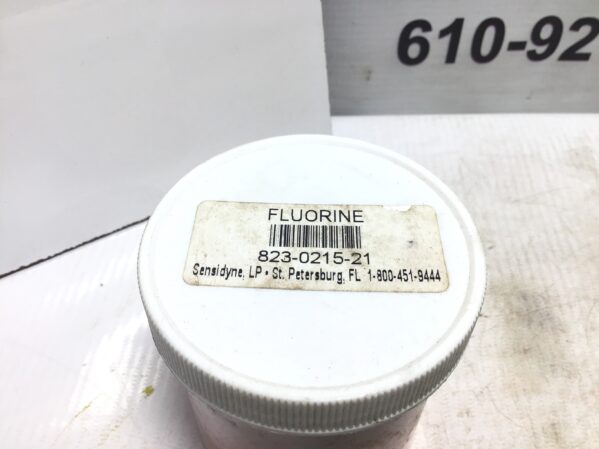 610-92
FLUORINE
823-0215-21
Sensidyne, LP • St. Petersburg, FL 1-800-451-9444